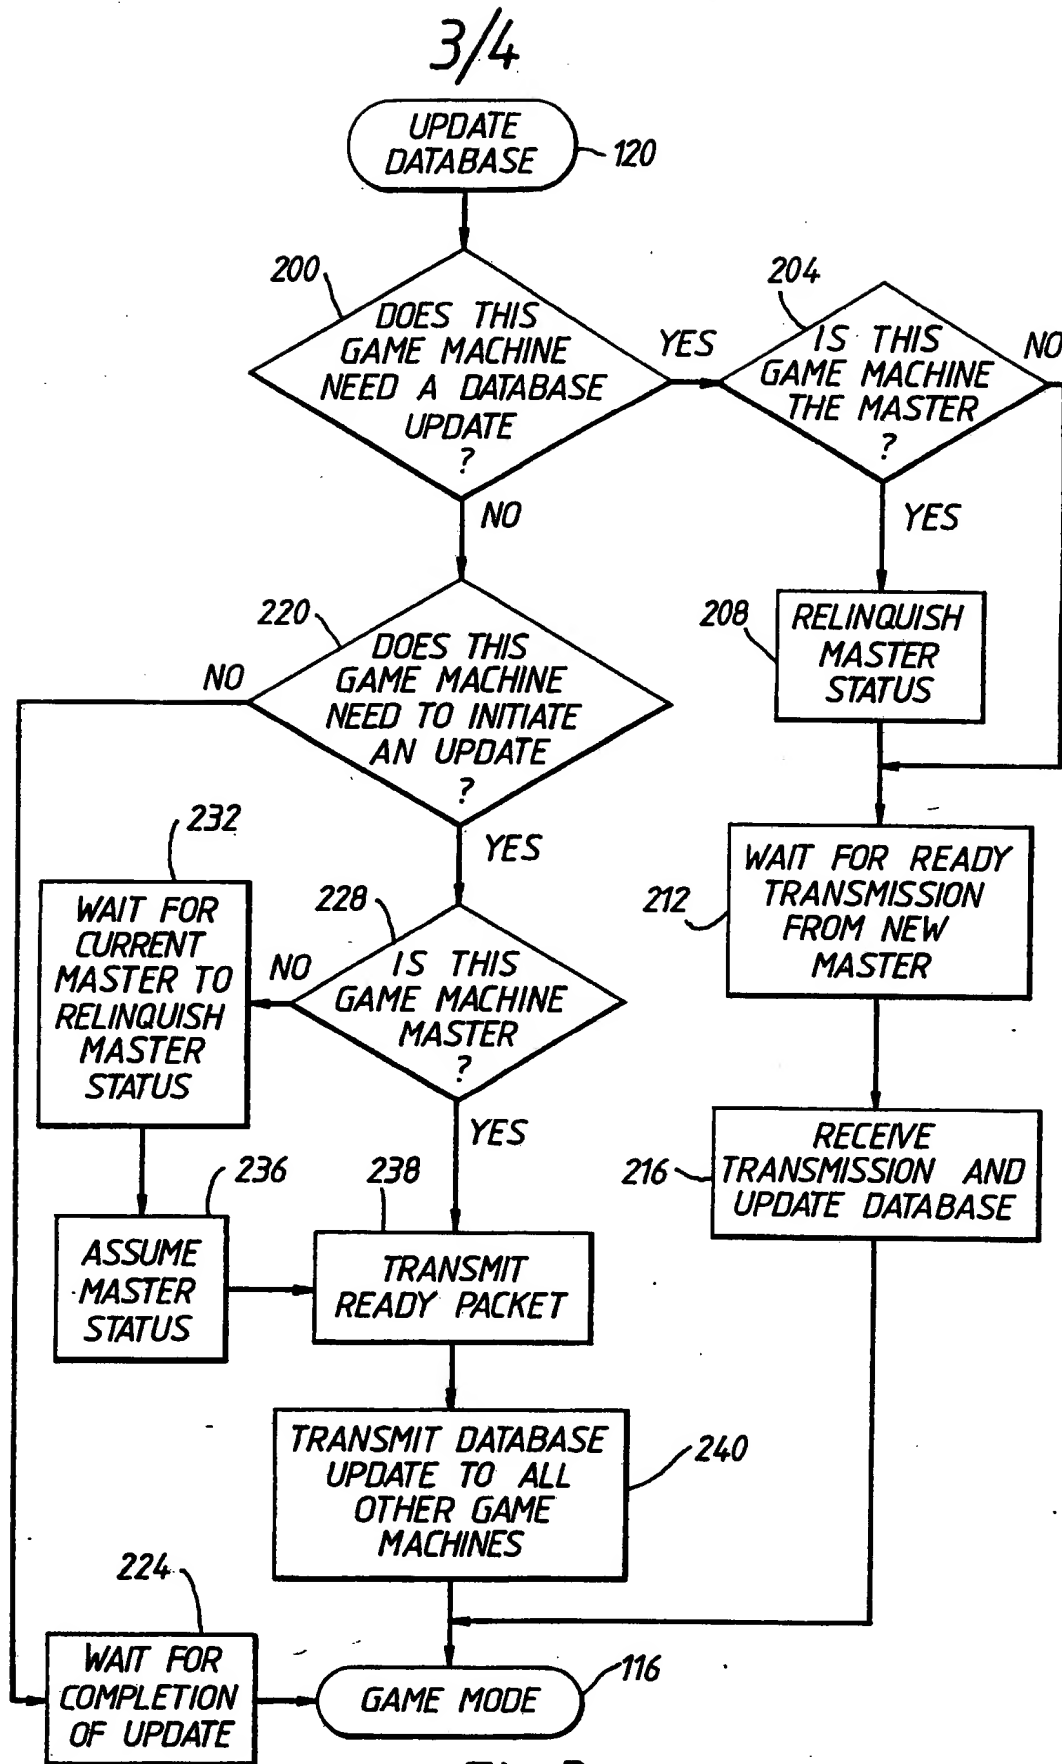 3/4
UPDATE
DATABASE
120
200
DOES THIS
GAME MACHINE
NEED A DATABASE
UPDATE
?
YES
204
IS THIS
GAME MACHINE
THE MASTER
?
NO
NO
YES
220
DOES THIS
GAME MACHINE
NEED TO INITIATE
AN UPDATE
?
NO
208
RELINQUISH
MASTER
STATUS
YES
232
WAIT FOR
CURRENT
MASTER TO
RELINQUISH
MASTER
STATUS
228
IS THIS
GAME MACHINE
MASTER
?
NO
212
WAIT FOR READY
TRANSMISSION
FROM NEW
MASTER
YES
236
ASSUME
MASTER
STATUS
238
TRANSMIT
READY PACKET
216
RECEIVE
TRANSMISSION AND
UPDATE DATABASE
TRANSMIT DATABASE
UPDATE TO ALL
OTHER GAME
MACHINES
240
224
WAIT FOR
COMPLETION
OF UPDATE
GAME MODE
116